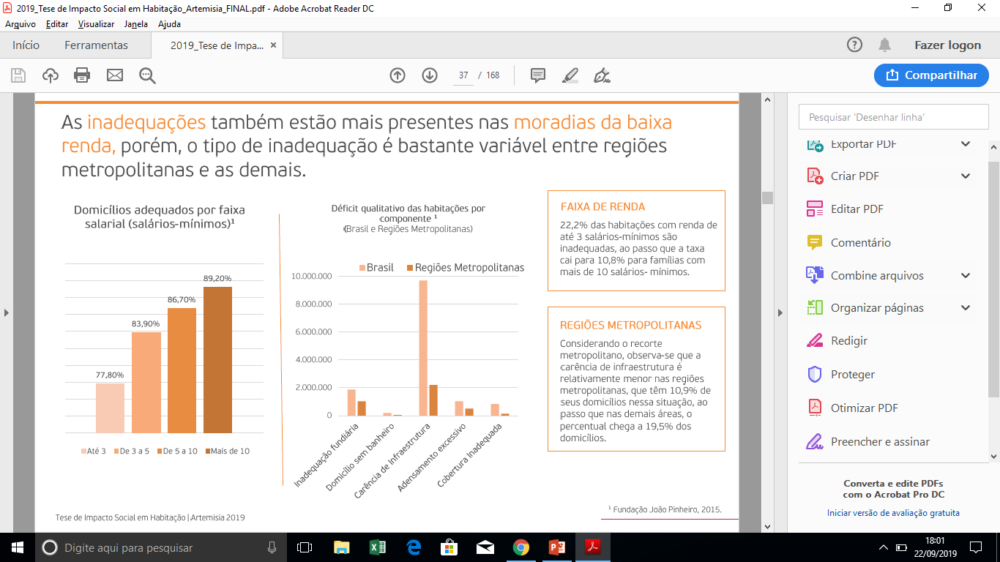 2019_Tese de Impacto Social em Habitação_Artemisia_FINAL.pdf - Adobe Acrobat Reader DC
Arquivo Editar Visualizar Janela Ajuda
Início Ferramentas 2019_Tese de Impa... × Fazer logon
37 / 168 Compartilhar
As inadequações também estão mais presentes nas moradias da baixa
renda, porém, o tipo de inadequação é bastante variável entre regiões
metropolitanas e as demais.
Domicílios adequados por faixa
salarial (salários-mínimos)¹
77,80%
83,90%
86,70%
89,20%
Até 3 De 3 a 5 De 5 a 10 Mais de 10
Déficit qualitativo das habitações por
componente ¹
(Brasil e Regiões Metropolitanas)
Brasil Regiões Metropolitanas
10.000.000
8.000.000
6.000.000
4.000.000
2.000.000
0
Inadequação fundiária
Domicílio sem banheiro
Carência de Infraestrutura
Adensamento excessivo
Cobertura Inadequada
FAIXA DE RENDA
22,2% das habitações com renda de
até 3 salários-mínimos são
inadequadas, ao passo que a taxa
cai para 10,8% para famílias com
mais de 10 salários- mínimos.
REGIÕES METROPOLITANAS
Considerando o recorte
metropolitano, observa-se que a
carência de infraestrutura é
relativamente menor nas regiões
metropolitanas, que têm 10,9% de
seus domicílios nessa situação, ao
passo que nas demais áreas, o
percentual chega a 19,5% dos
domicílios.
¹ Fundação João Pinheiro, 2015.
Tese de Impacto Social em Habitação | Artemisia 2019
Pesquisar 'Desenhar linha'
Exportar PDF
Criar PDF
Editar PDF
Comentário
Combine arquivos
Organizar páginas
Redigir
Proteger
Otimizar PDF
Preencher e assinar
Converta e edite PDFs
com o Acrobat Pro DC
Iniciar versão de avaliação gratuita
Digite aqui para pesquisar
18:01
22/09/2019